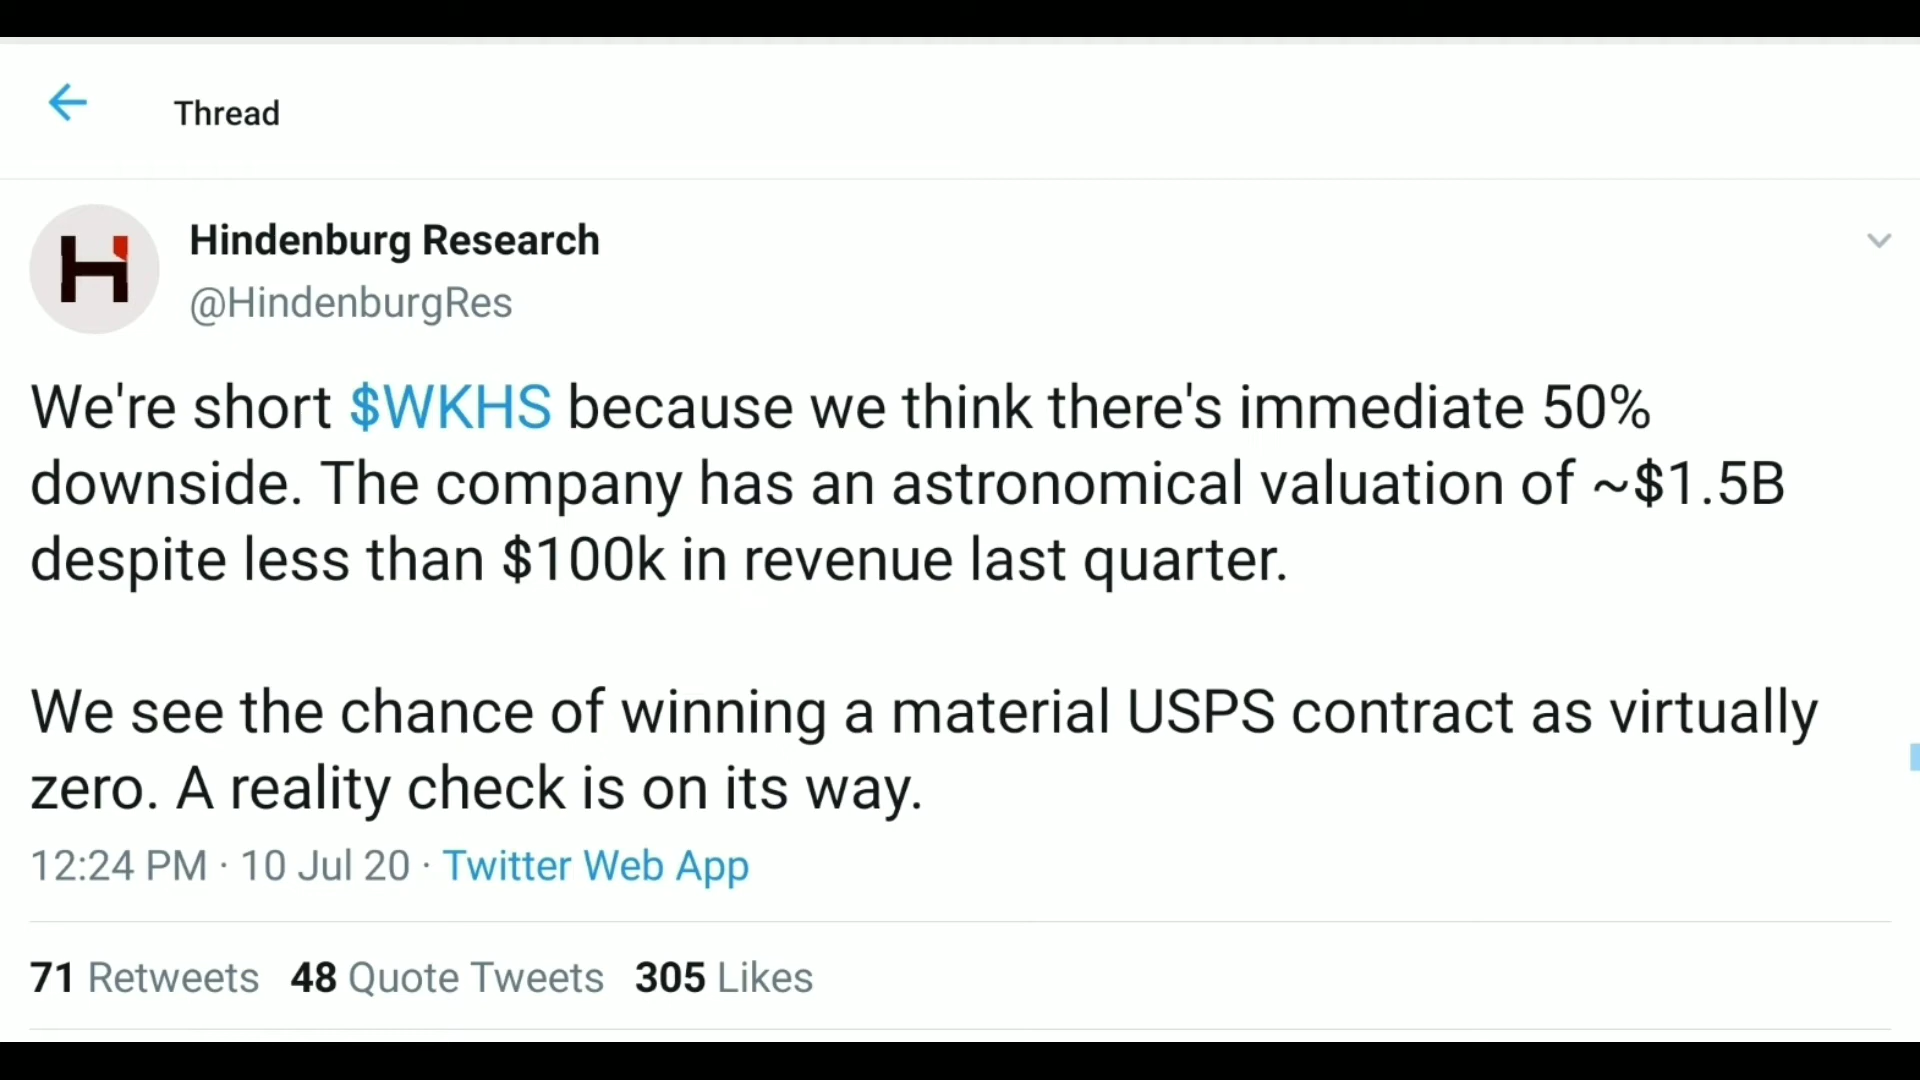 Thread
Hindenburg Research
@HindenburgRes
We're short $WKHS because we think there's immediate 50%
downside. The company has an astronomical valuation of ~$1.5B
despite less than $100k in revenue last quarter.
We see the chance of winning a material USPS contract as virtually
zero. A reality check is on its way.
12:24 PM · 10 Jul 20 · Twitter Web App
71 Retweets 48 Quote Tweets 305 Likes